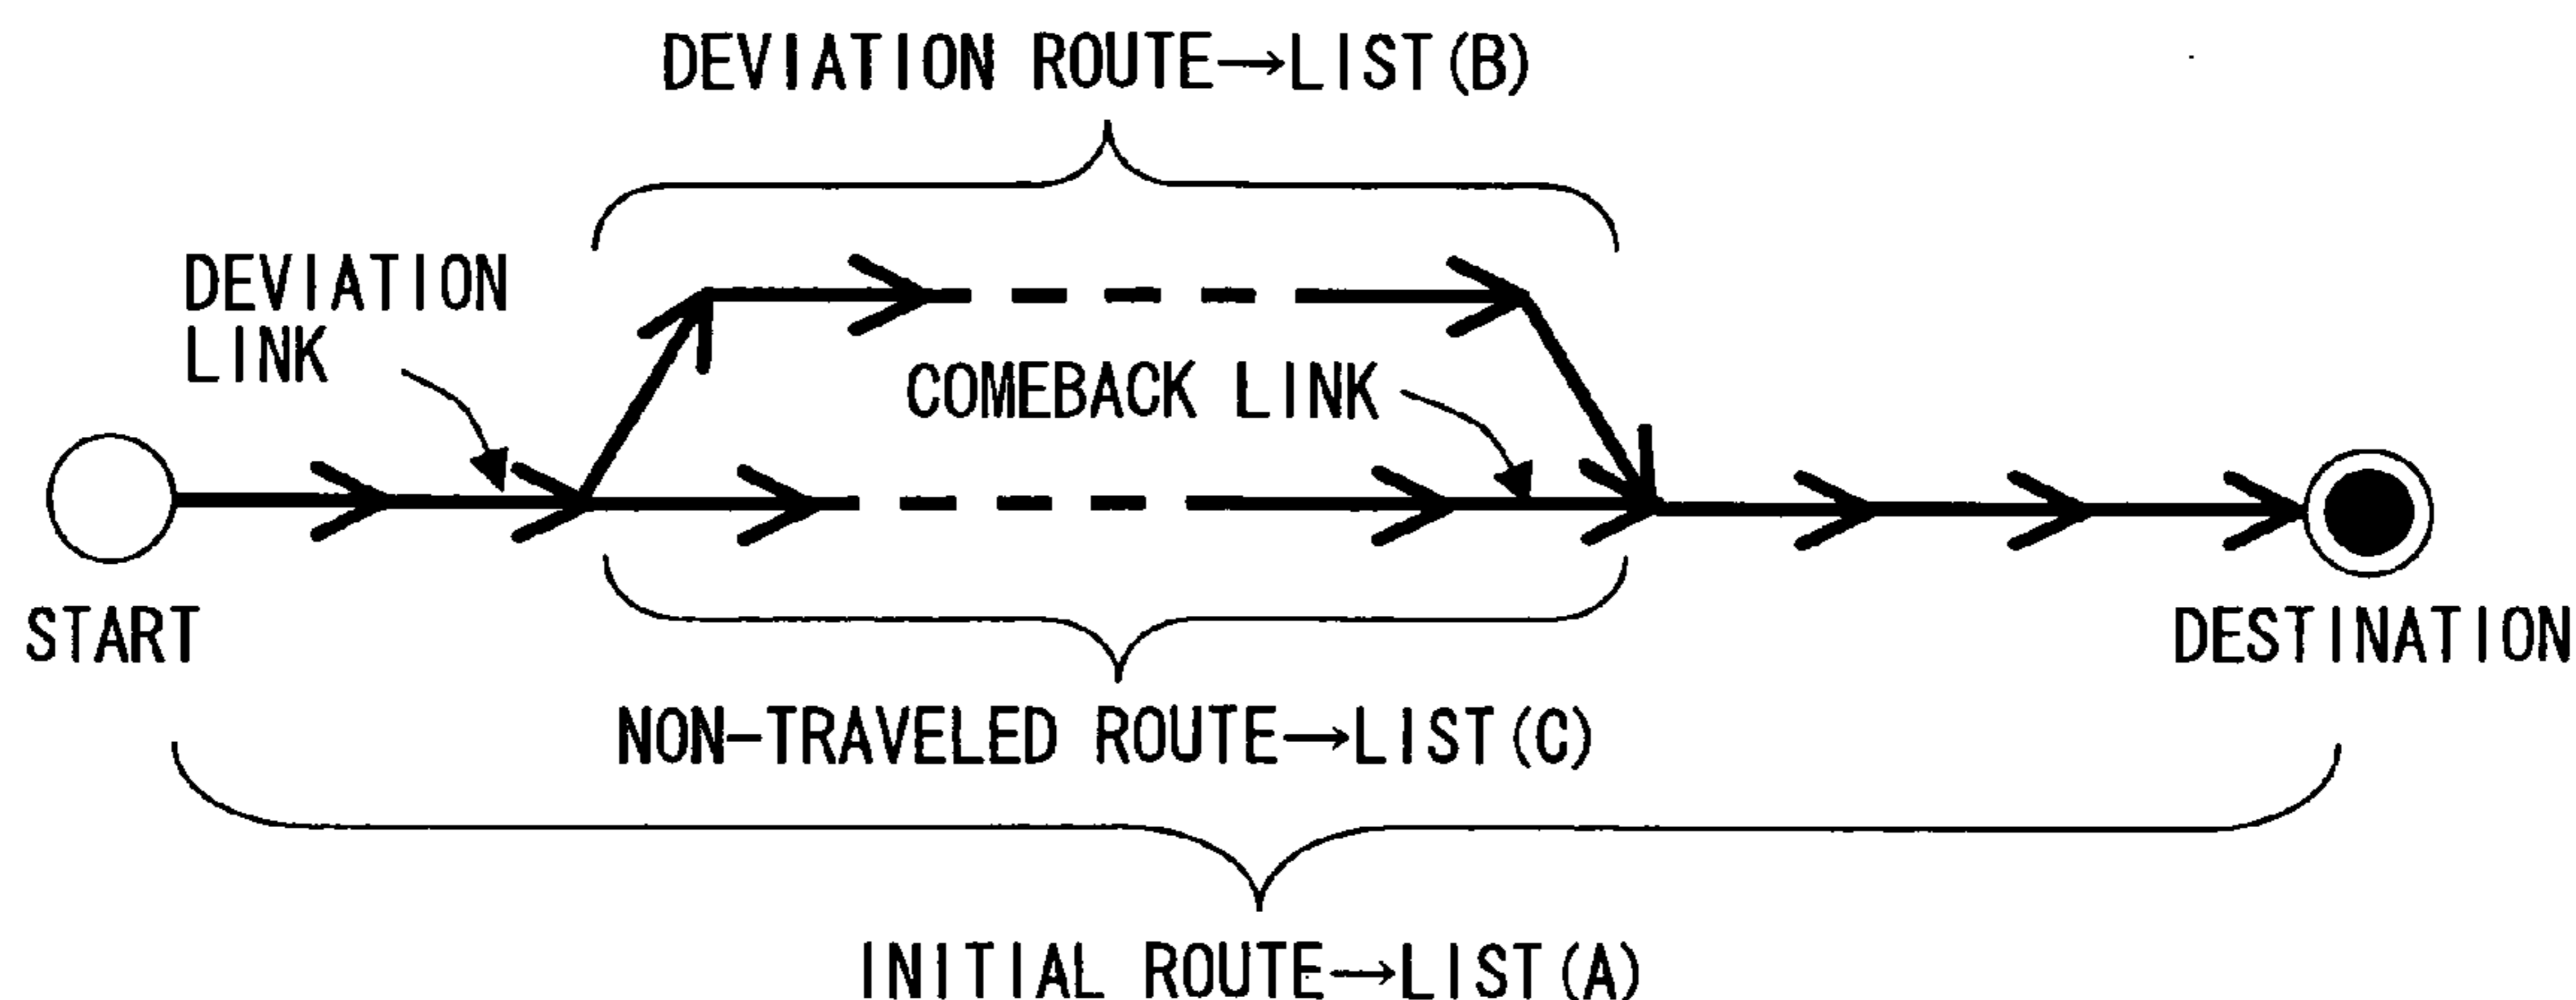 DEVIATION ROUTE→LIST(B)
DEVIATION
LINK
COMEBACK LINK
START
DESTINATION
NON-TRAVELED ROUTE→LIST(C)
INITIAL ROUTE→LIST(A)